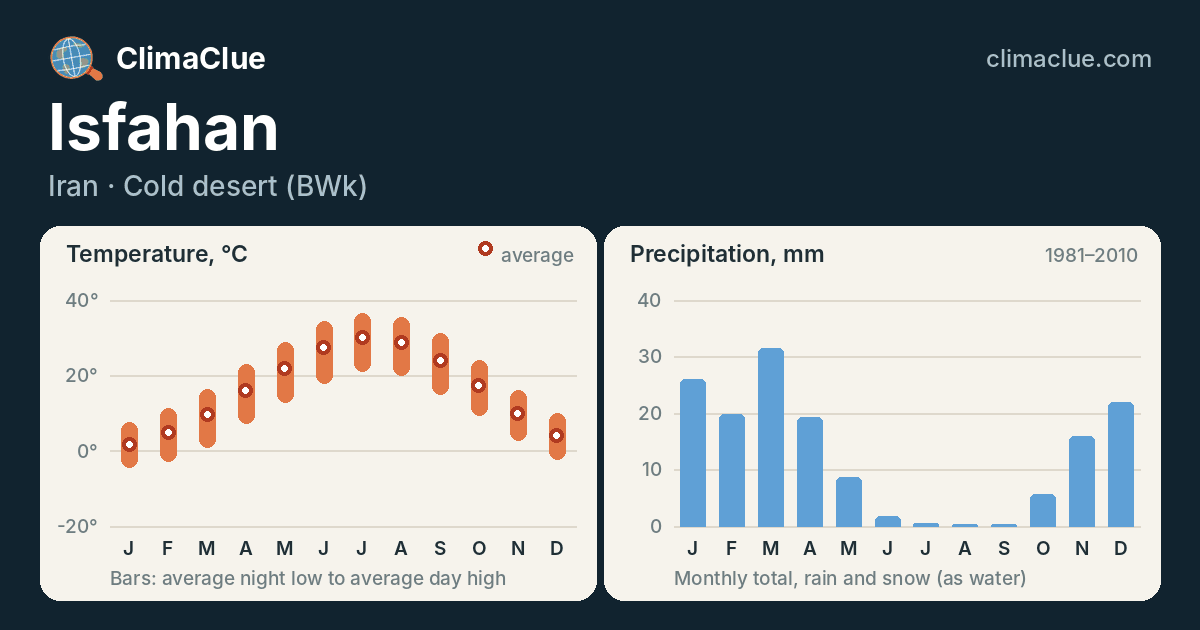 ClimaClue
climaclue.com
Isfahan
Iran · Cold desert (BWk)
Temperature, °C
average
40°
20°
0°
-20°
J F M A M J J A S O N D
Bars: average night low to average day high
Precipitation, mm
1981–2010
40
30
20
10
0
J F M A M J J A S O N D
Monthly total, rain and snow (as water)